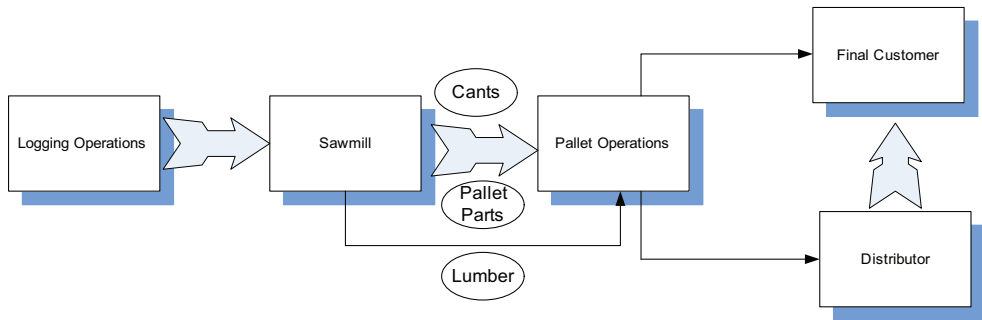 Logging Operations
Sawmill
Cants
Pallet
Parts
Lumber
Pallet Operations
Final Customer
Distributor